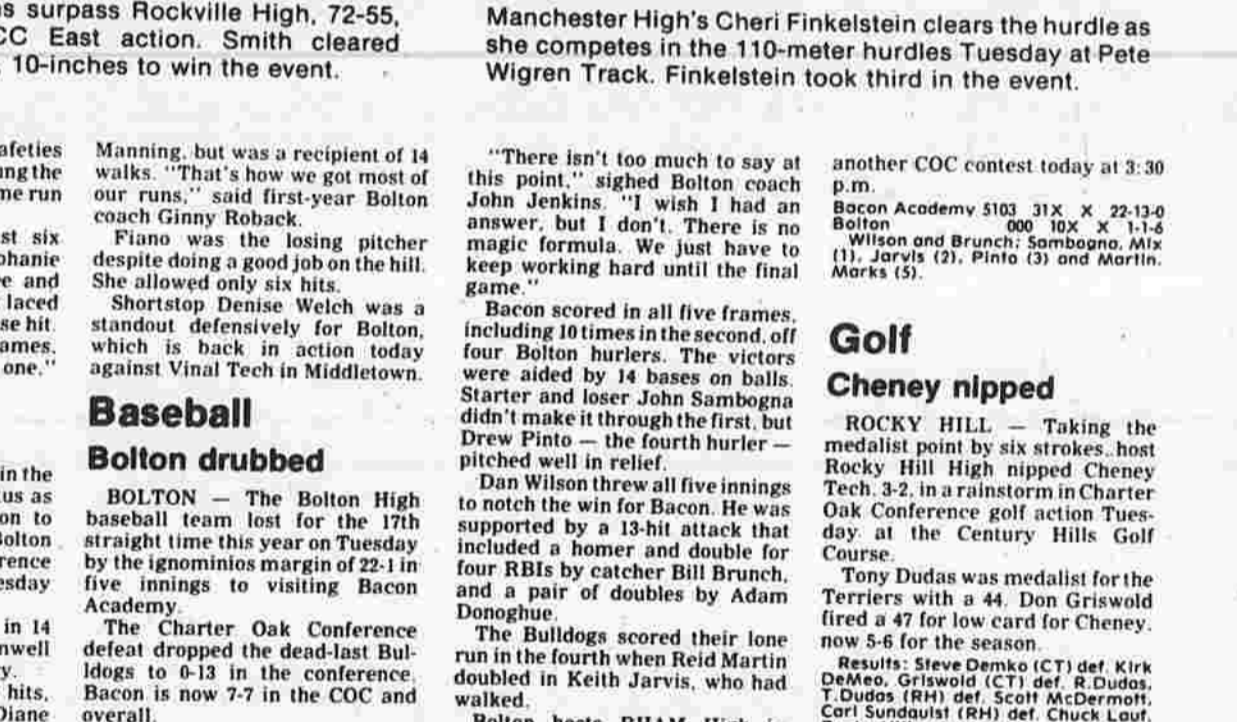 s surpass Rockville High, 72-55,
CC East action. Smith cleared
10-inches to win the event.
Manchester High's Cheri Finkelstein clears the hurdle as
she competes in the 110-meter hurdles Tuesday at Pete
Wigren Track. Finkelstein took third in the event.
afeties
ing the
me run
st six
phanie
e and
laced
se hit.
ames.
one."
in the
us as
on to
Bolton
rence
esday
in 14
nwell
y.
hits,
Diane
Manning, but was a recipient of 14
walks. "That's how we got most of
our runs," said first-year Bolton
coach Ginny Roback.
Fiano was the losing pitcher
despite doing a good job on the hill.
She allowed only six hits.
Shortstop Denise Welch was a
standout defensively for Bolton,
which is back in action today
against Vinal Tech in Middletown.
Baseball
Bolton drubbed
BOLTON — The Bolton High
baseball team lost for the 17th
straight time this year on Tuesday
by the ignominios margin of 22-1 in
five innings to visiting Bacon
Academy.
The Charter Oak Conference
defeat dropped the dead-last Bul-
ldogs to 0-13 in the conference.
Bacon is now 7-7 in the COC and
overall.
"There isn't too much to say at
this point," sighed Bolton coach
John Jenkins. "I wish I had an
answer, but I don't. There is no
magic formula. We just have to
keep working hard until the final
game."
Bacon scored in all five frames,
including 10 times in the second, off
four Bolton hurlers. The victors
were aided by 14 bases on balls.
Starter and loser John Sambogna
didn't make it through the first, but
Drew Pinto — the fourth hurler —
pitched well in relief.
Dan Wilson threw all five innings
to notch the win for Bacon. He was
supported by a 13-hit attack that
included a homer and double for
four RBIs by catcher Bill Brunch,
and a pair of doubles by Adam
Donoghue.
The Bulldogs scored their lone
run in the fourth when Reid Martin
doubled in Keith Jarvis, who had
walked.
Bolton hosts RHAM High in
another COC contest today at 3:30
p.m.
Bacon Academy 5103 31X X 22-13-0
Bolton 000 10X X 1-1-6
Wilson and Brunch; Sambogna, Mix
(1), Jarvis (2), Pinto (3) and Martin,
Marks (5).
Golf
Cheney nipped
ROCKY HILL — Taking the
medalist point by six strokes, host
Rocky Hill High nipped Cheney
Tech, 3-2, in a rainstorm in Charter
Oak Conference golf action Tues-
day at the Century Hills Golf
Course.
Tony Dudas was medalist for the
Terriers with a 44. Don Griswold
fired a 47 for low card for Cheney,
now 5-6 for the season.
Results: Steve Demko (CT) def. Kirk
DeMeo, Griswold (CT) def. R.Dudas,
T.Dudas (RH) def. Scott McDermott,
Carl Sundquist (RH) def. Chuck Lauf,